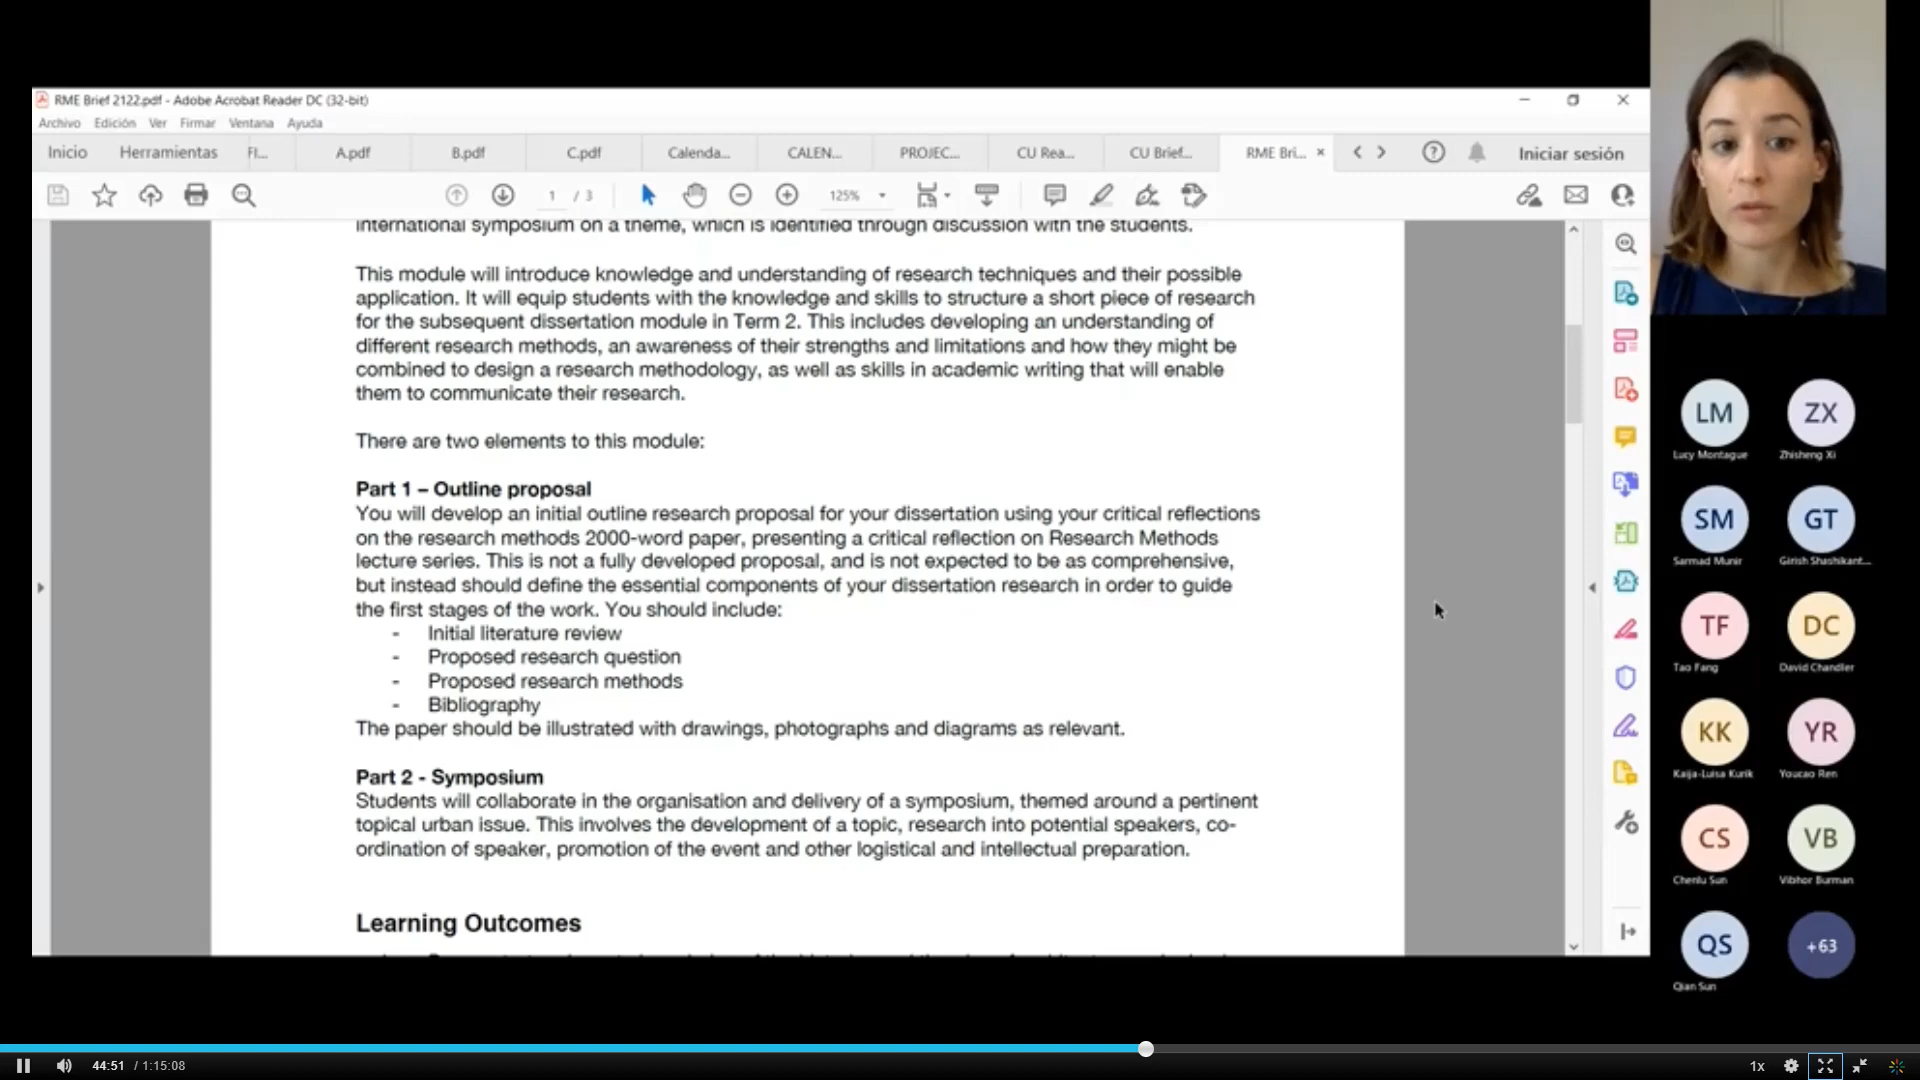 RME Brief 2122.pdf - Adobe Acrobat Reader DC (32-bit)
Archivo Edición Ver Firmar Ventana Ayuda
Inicio Herramientas FI... A.pdf B.pdf C.pdf Calenda... CALEN... PROJEC... CU Rea... CU Brief... RME Bri... Iniciar sesión
1 / 3 125%
international symposium on a theme, which is identified through discussion with the students.
This module will introduce knowledge and understanding of research techniques and their possible
application. It will equip students with the knowledge and skills to structure a short piece of research
for the subsequent dissertation module in Term 2. This includes developing an understanding of
different research methods, an awareness of their strengths and limitations and how they might be
combined to design a research methodology, as well as skills in academic writing that will enable
them to communicate their research.
There are two elements to this module:
Part 1 – Outline proposal
You will develop an initial outline research proposal for your dissertation using your critical reflections
on the research methods 2000-word paper, presenting a critical reflection on Research Methods
lecture series. This is not a fully developed proposal, and is not expected to be as comprehensive,
but instead should define the essential components of your dissertation research in order to guide
the first stages of the work. You should include:
- Initial literature review
- Proposed research question
- Proposed research methods
- Bibliography
The paper should be illustrated with drawings, photographs and diagrams as relevant.
Part 2 - Symposium
Students will collaborate in the organisation and delivery of a symposium, themed around a pertinent
topical urban issue. This involves the development of a topic, research into potential speakers, co-
ordination of speaker, promotion of the event and other logistical and intellectual preparation.
Learning Outcomes
LM ZX
Lucy Montague Zhisheng Xi
SM GT
Sarmad Munir Girish Shashikant...
TF DC
Tao Fang David Chandler
KK YR
Kaija-Luisa Kurik Youcao Ren
CS VB
Chenlu Sun Vibhor Burman
QS +63
Qian Sun
44:51 / 1:15:08 1x